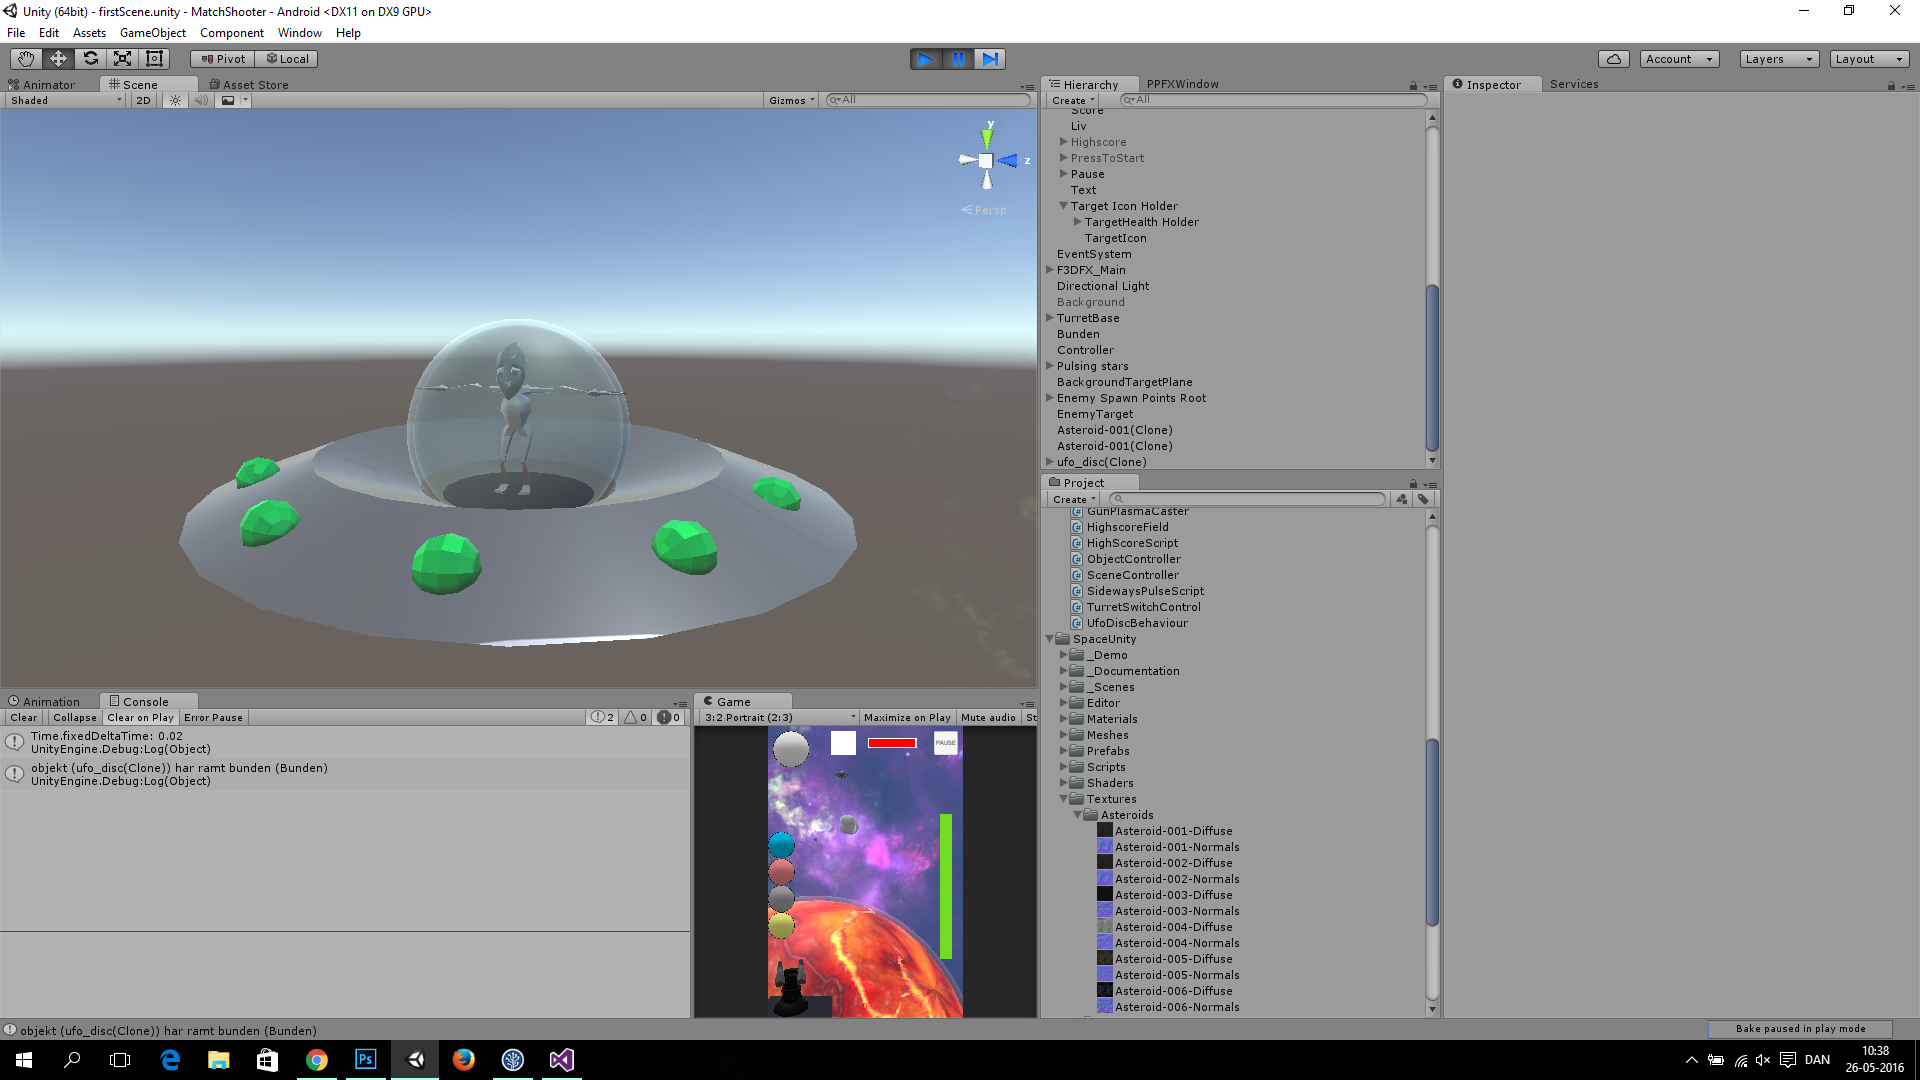 Unity (64bit) - firstScene.unity - MatchShooter - Android <DX11 on DX9 GPU>
File Edit Assets GameObject Component Window Help
Pivot Local
Account Layers Layout
Animator Scene Asset Store
Shaded 2D Gizmos All
y
z
Persp
Hierarchy PPFXWindow
Create All
Score
Liv
Highscore
PressToStart
Pause
Text
Target Icon Holder
TargetHealth Holder
TargetIcon
EventSystem
F3DFX_Main
Directional Light
Background
TurretBase
Bunden
Controller
Pulsing stars
BackgroundTargetPlane
Enemy Spawn Points Root
EnemyTarget
Asteroid-001(Clone)
Asteroid-001(Clone)
ufo_disc(Clone)
Inspector Services
Project
Create
GunPlasmaCaster
HighscoreField
HighScoreScript
ObjectController
SceneController
SidewaysPulseScript
TurretSwitchControl
UfoDiscBehaviour
SpaceUnity
_Demo
_Documentation
_Scenes
Editor
Materials
Meshes
Prefabs
Scripts
Shaders
Textures
Asteroids
Asteroid-001-Diffuse
Asteroid-001-Normals
Asteroid-002-Diffuse
Asteroid-002-Normals
Asteroid-003-Diffuse
Asteroid-003-Normals
Asteroid-004-Diffuse
Asteroid-004-Normals
Asteroid-005-Diffuse
Asteroid-005-Normals
Asteroid-006-Diffuse
Asteroid-006-Normals
Animation Console
Clear Collapse Clear on Play Error Pause 2 0 0
Time.fixedDeltaTime: 0.02
UnityEngine.Debug:Log(Object)
objekt (ufo_disc(Clone)) har ramt bunden (Bunden)
UnityEngine.Debug:Log(Object)
Game
3:2 Portrait (2:3) Maximize on Play Mute audio St
PAUSE
objekt (ufo_disc(Clone)) har ramt bunden (Bunden)
Bake paused in play mode
Ps
DAN
10:38
26-05-2016